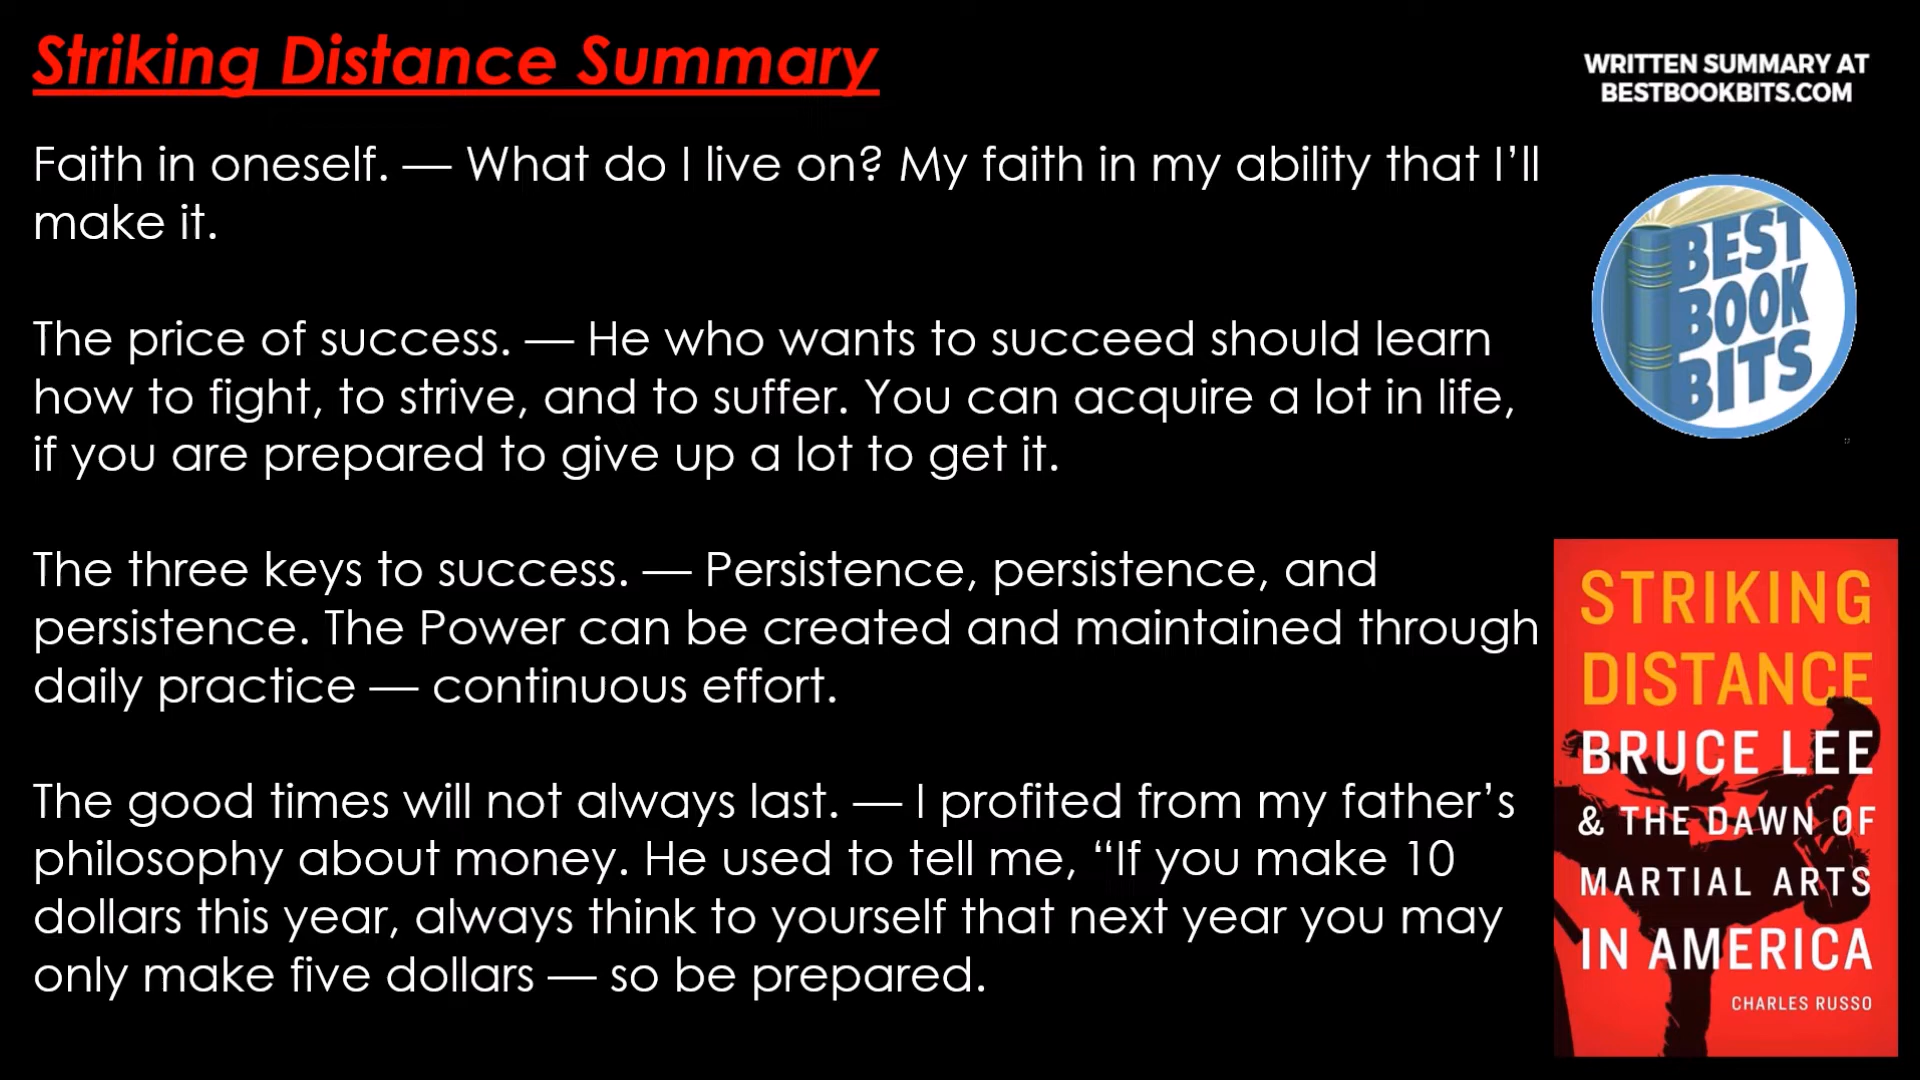 Striking Distance Summary
WRITTEN SUMMARY AT
BESTBOOKBITS.COM
Faith in oneself. — What do I live on? My faith in my ability that I’ll
make it.
The price of success. — He who wants to succeed should learn
how to fight, to strive, and to suffer. You can acquire a lot in life,
if you are prepared to give up a lot to get it.
The three keys to success. — Persistence, persistence, and
persistence. The Power can be created and maintained through
daily practice — continuous effort.
The good times will not always last. — I profited from my father’s
philosophy about money. He used to tell me, “If you make 10
dollars this year, always think to yourself that next year you may
only make five dollars — so be prepared.
BEST
BOOK
BITS
STRIKING
DISTANCE
BRUCE LEE
& THE DAWN OF
MARTIAL ARTS
IN AMERICA
CHARLES RUSSO